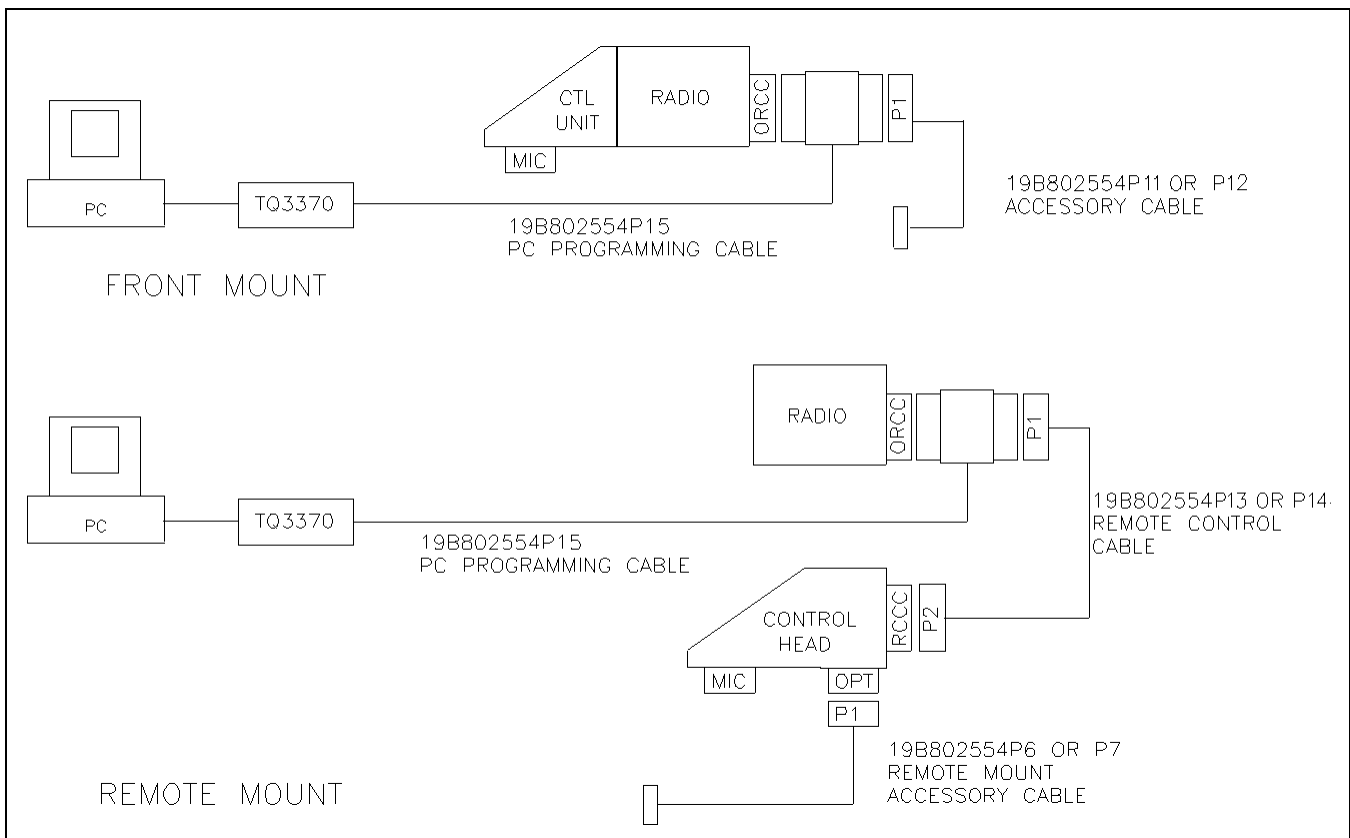 CTL
UNIT
RADIO
ORCC
P1
MIC
PC
TQ3370
19B802554P11 OR P12
ACCESSORY CABLE
19B802554P15
PC PROGRAMMING CABLE
FRONT MOUNT
RADIO
ORCC
P1
PC
TQ3370
19B802554P13 OR P14
REMOTE CONTROL
CABLE
19B802554P15
PC PROGRAMMING CABLE
CONTROL
HEAD
RCCC
P2
MIC
OPT
P1
19B802554P6 OR P7
REMOTE MOUNT
ACCESSORY CABLE
REMOTE MOUNT